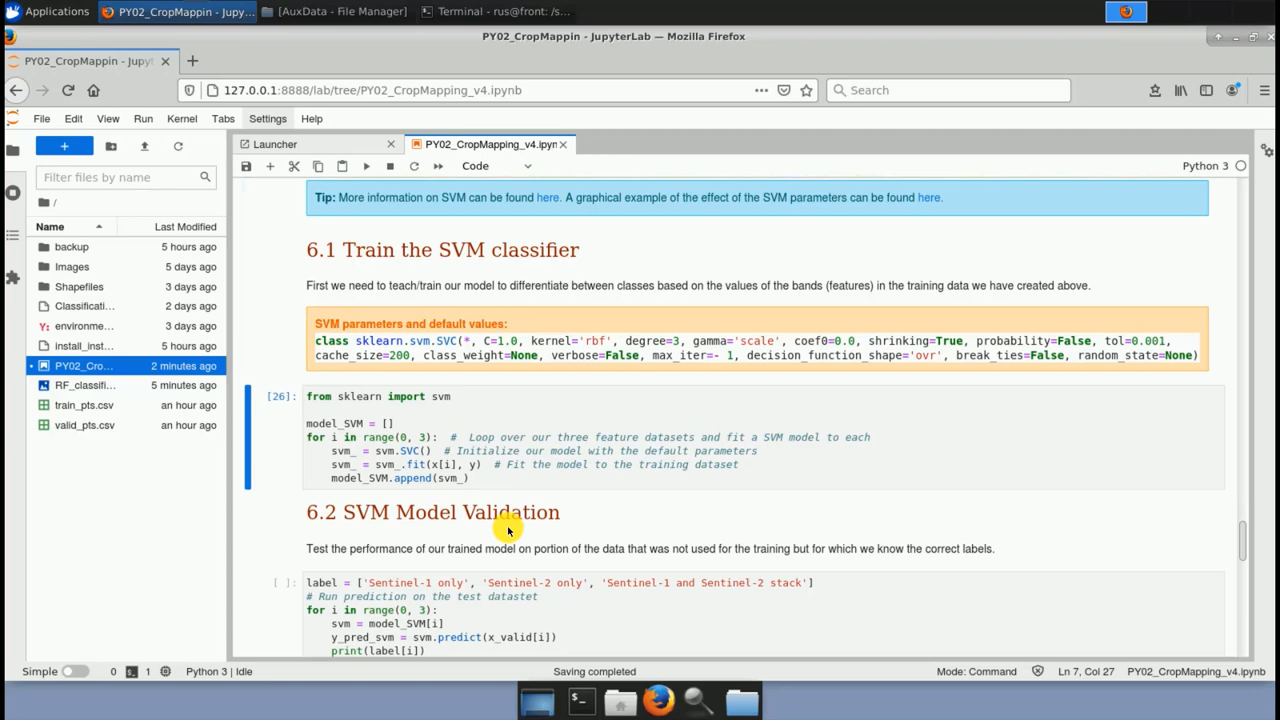 Applications
PY02_CropMappin - Jupy...
[AuxData - File Manager]
Terminal - rus@front: /s...
PY02_CropMappin - JupyterLab — Mozilla Firefox
PY02_CropMappin - Jupyt
127.0.0.1:8888/lab/tree/PY02_CropMapping_v4.ipynb
Search
File Edit View Run Kernel Tabs Settings Help
Launcher
PY02_CropMapping_v4.ipyn
Code
Python 3
Filter files by name
/
Name Last Modified
backup 5 hours ago
Images 5 days ago
Shapefiles 3 days ago
Classificati... 2 days ago
environme... 3 days ago
install_inst... 5 hours ago
PY02_Cro... 2 minutes ago
RF_classifi... 5 minutes ago
train_pts.csv an hour ago
valid_pts.csv an hour ago
Tip: More information on SVM can be found here. A graphical example of the effect of the SVM parameters can be found here.
6.1 Train the SVM classifier
First we need to teach/train our model to differentiate between classes based on the values of the bands (features) in the training data we have created above.
SVM parameters and default values:
class sklearn.svm.SVC(*, C=1.0, kernel='rbf', degree=3, gamma='scale', coef0=0.0, shrinking=True, probability=False, tol=0.001,
cache_size=200, class_weight=None, verbose=False, max_iter=- 1, decision_function_shape='ovr', break_ties=False, random_state=None)
[26]: from sklearn import svm
model_SVM = []
for i in range(0, 3):  #  Loop over our three feature datasets and fit a SVM model to each
    svm_ = svm.SVC()  # Initialize our model with the default parameters
    svm_ = svm_.fit(x[i], y)  # Fit the model to the training dataset
    model_SVM.append(svm_)
6.2 SVM Model Validation
Test the performance of our trained model on portion of the data that was not used for the training but for which we know the correct labels.
[ ]: label = ['Sentinel-1 only', 'Sentinel-2 only', 'Sentinel-1 and Sentinel-2 stack']
# Run prediction on the test datastet
for i in range(0, 3):
    svm = model_SVM[i]
    y_pred_svm = svm.predict(x_valid[i])
    print(label[i])
Simple 0 1 Python 3 | Idle Saving completed Mode: Command Ln 7, Col 27 PY02_CropMapping_v4.ipynb